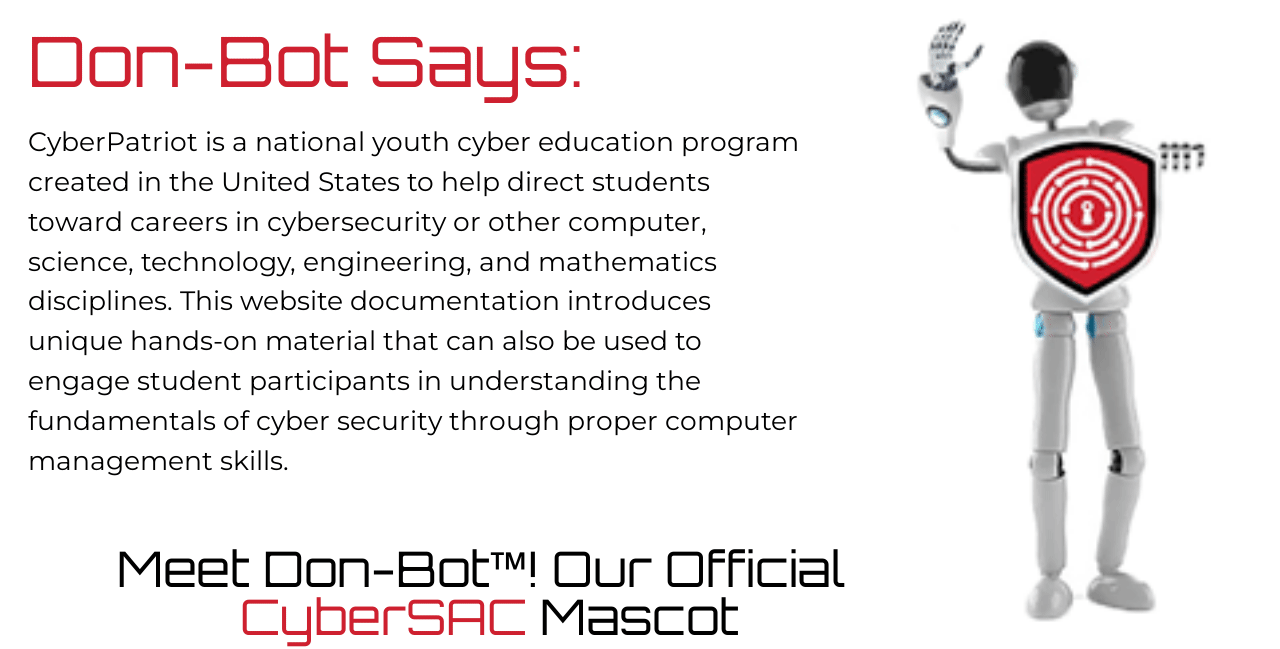 Don-Bot Says:
CyberPatriot is a national youth cyber education program
created in the United States to help direct students
toward careers in cybersecurity or other computer,
science, technology, engineering, and mathematics
disciplines. This website documentation introduces
unique hands-on material that can also be used to
engage student participants in understanding the
fundamentals of cyber security through proper computer
management skills.
Meet Don-Bot™! Our Official
CyberSAC Mascot